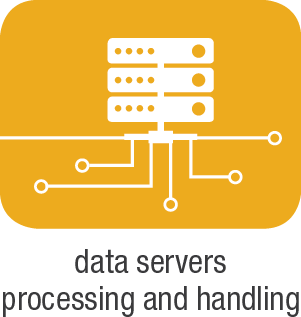 data servers
processing and handling